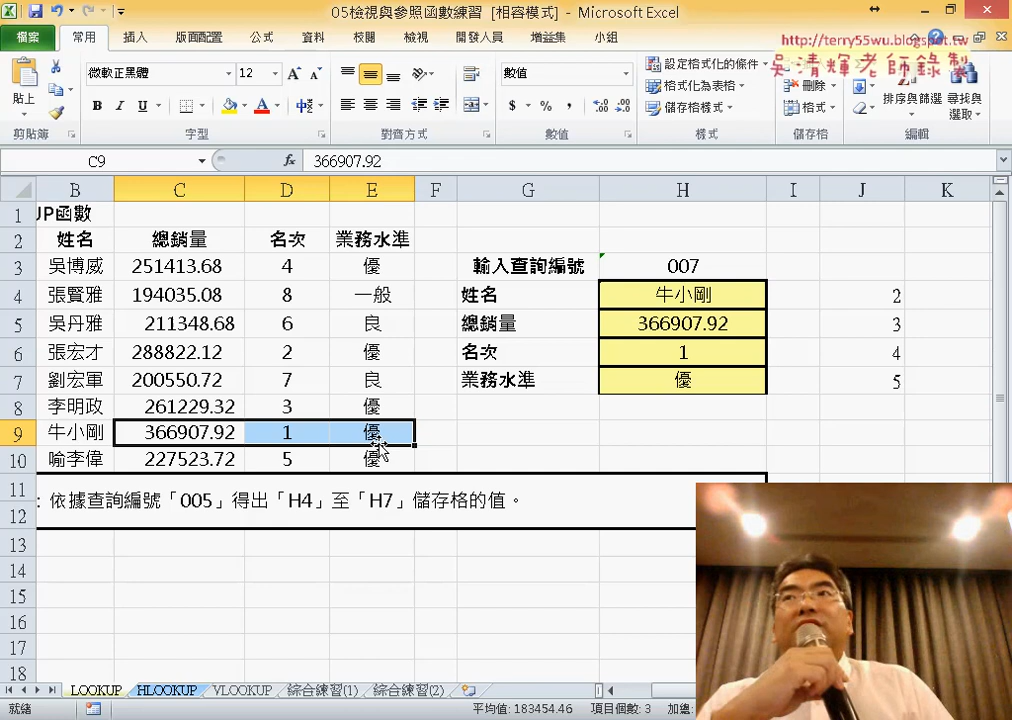 05檢視與參照函數練習 [相容模式] - Microsoft Excel
檔案 常用 插入 版面配置 公式 資料 校閱 檢視 開發人員 增益集 小組
http://terry55wu.blogspot.tw
吳清輝老師錄製
貼上 微軟正黑體 12 數值 設定格式化的條件 格式化為表格 儲存格樣式 刪除 格式 排序與篩選 尋找與選取
剪貼簿 字型 對齊方式 數值 樣式 儲存格 編輯
C9 fx 366907.92
B C D E F G H I J K
1 UP函數
2 姓名 總銷量 名次 業務水準
3 吳博威 251413.68 4 優 輸入查詢編號 007
4 張賢雅 194035.08 8 一般 姓名 牛小剛 2
5 吳丹雅 211348.68 6 良 總銷量 366907.92 3
6 張宏才 288822.12 2 優 名次 1 4
7 劉宏軍 200550.72 7 良 業務水準 優 5
8 李明政 261229.32 3 優
9 牛小剛 366907.92 1 優
10 喻李偉 227523.72 5 優
11 : 依據查詢編號「005」得出「H4」至「H7」儲存格的值。
12
13
14
15
16
17
18
LOOKUP HLOOKUP VLOOKUP 綜合練習(1) 綜合練習(2)
就緒 平均值: 183454.46 項目個數: 3 加總: